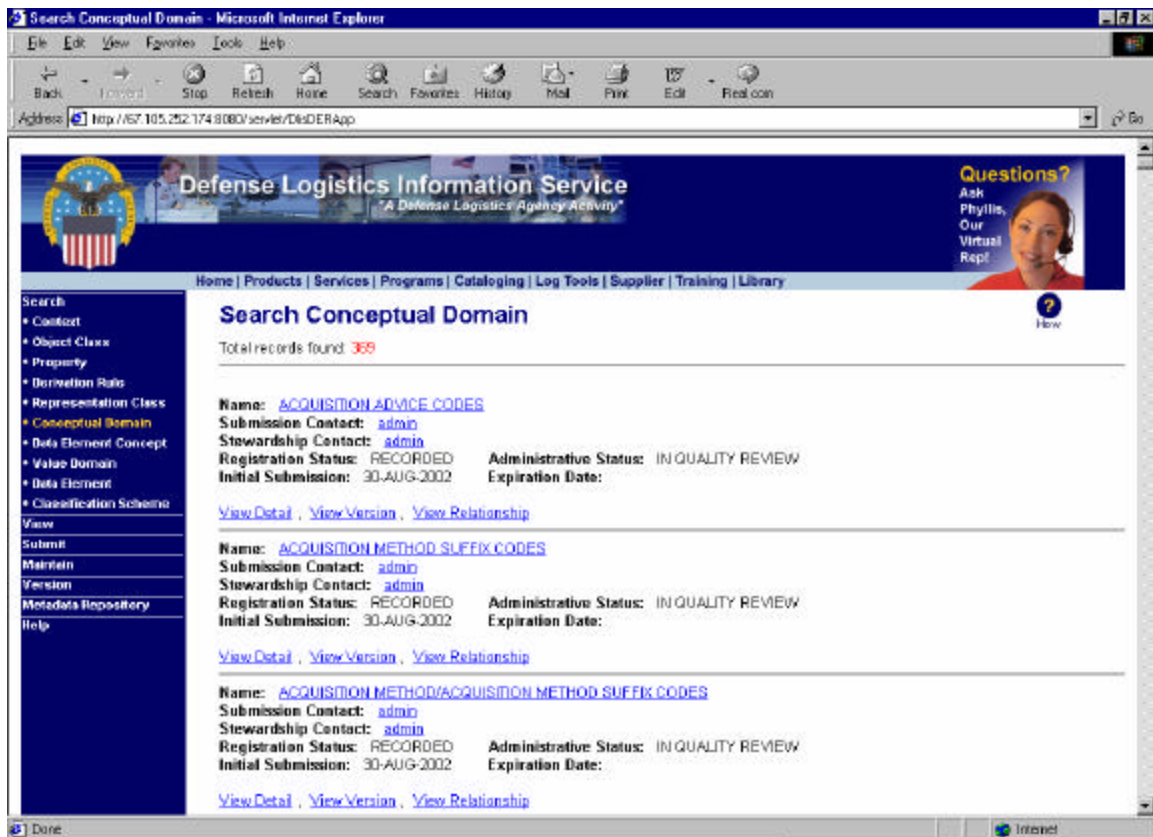 Search Conceptual Domain - Microsoft Internet Explorer
File Edit View Favorites Tools Help
Back Forward Stop Refresh Home Search Favorites History Mail Print Edit Real.com
Address http://67.105.252.174:8080/servlet/DlisDERApp Go
Defense Logistics Information Service
"A Defense Logistics Agency Activity"
Questions?
Ask
Phyllis,
Our
Virtual
Rep!
Home | Products | Services | Programs | Cataloging | Log Tools | Supplier | Training | Library
Search
• Context
• Object Class
• Property
• Derivation Rule
• Representation Class
• Conceptual Domain
• Data Element Concept
• Value Domain
• Data Element
• Classification Scheme
View
Submit
Maintain
Version
Metadata Repository
Help
Search Conceptual Domain
?
How
Total records found: 369
Name: ACQUISITION ADVICE CODES
Submission Contact: admin
Stewardship Contact: admin
Registration Status: RECORDED Administrative Status: IN QUALITY REVIEW
Initial Submission: 30-AUG-2002 Expiration Date:
View Detail , View Version , View Relationship
Name: ACQUISITION METHOD SUFFIX CODES
Submission Contact: admin
Stewardship Contact: admin
Registration Status: RECORDED Administrative Status: IN QUALITY REVIEW
Initial Submission: 30-AUG-2002 Expiration Date:
View Detail , View Version , View Relationship
Name: ACQUISITION METHOD/ACQUISITION METHOD SUFFIX CODES
Submission Contact: admin
Stewardship Contact: admin
Registration Status: RECORDED Administrative Status: IN QUALITY REVIEW
Initial Submission: 30-AUG-2002 Expiration Date:
View Detail , View Version , View Relationship
Done Internet